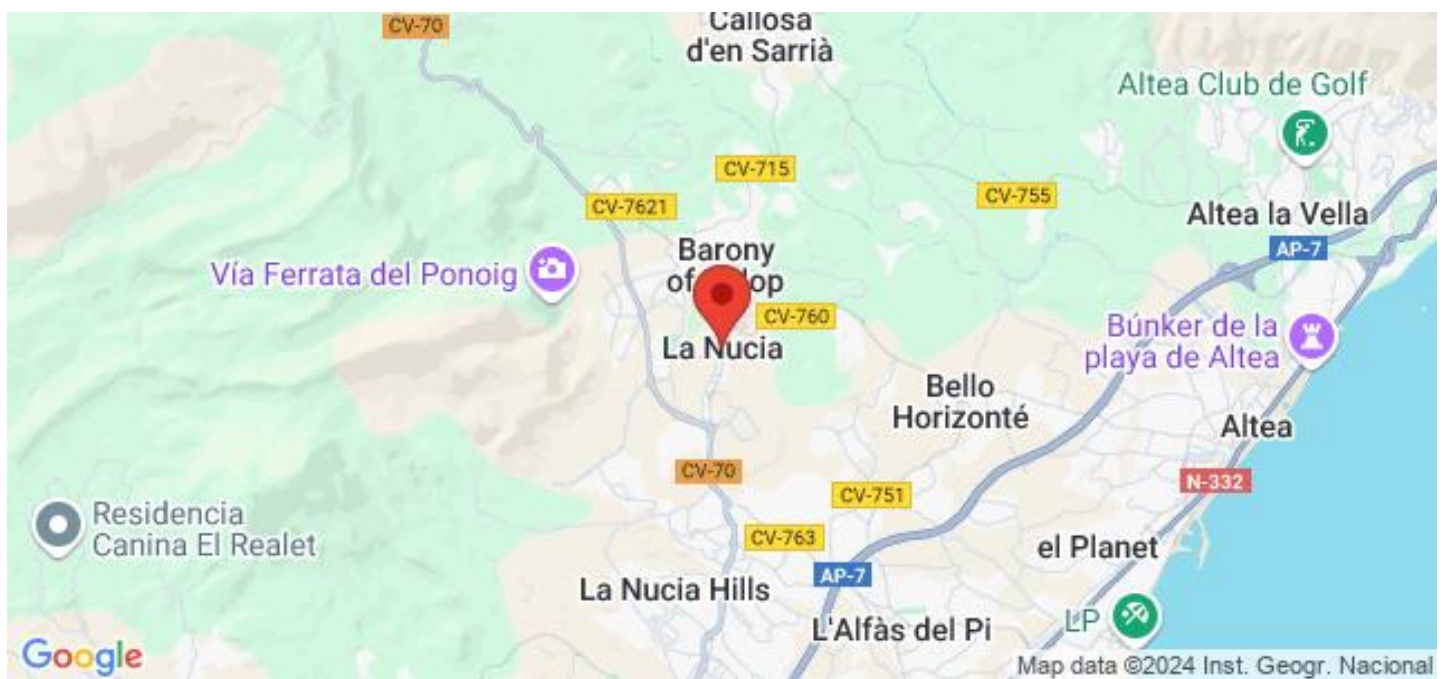 CV-70
Callosa
d'en Sarrià
Altea Club de Golf
CV-715
CV-755
CV-7621
Altea la Vella
Barony
AP-7
Vía Ferrata del Ponoig
CV-760
Búnker de la
playa de Altea
La Nucia
Bello
Horizonté
Altea
CV-70
N-332
CV-751
Residencia
Canina El Realet
CV-763
el Planet
AP-7
La Nucia Hills
L'Alfàs del Pi
LP
Google
Map data ©2024 Inst. Geogr. Nacional